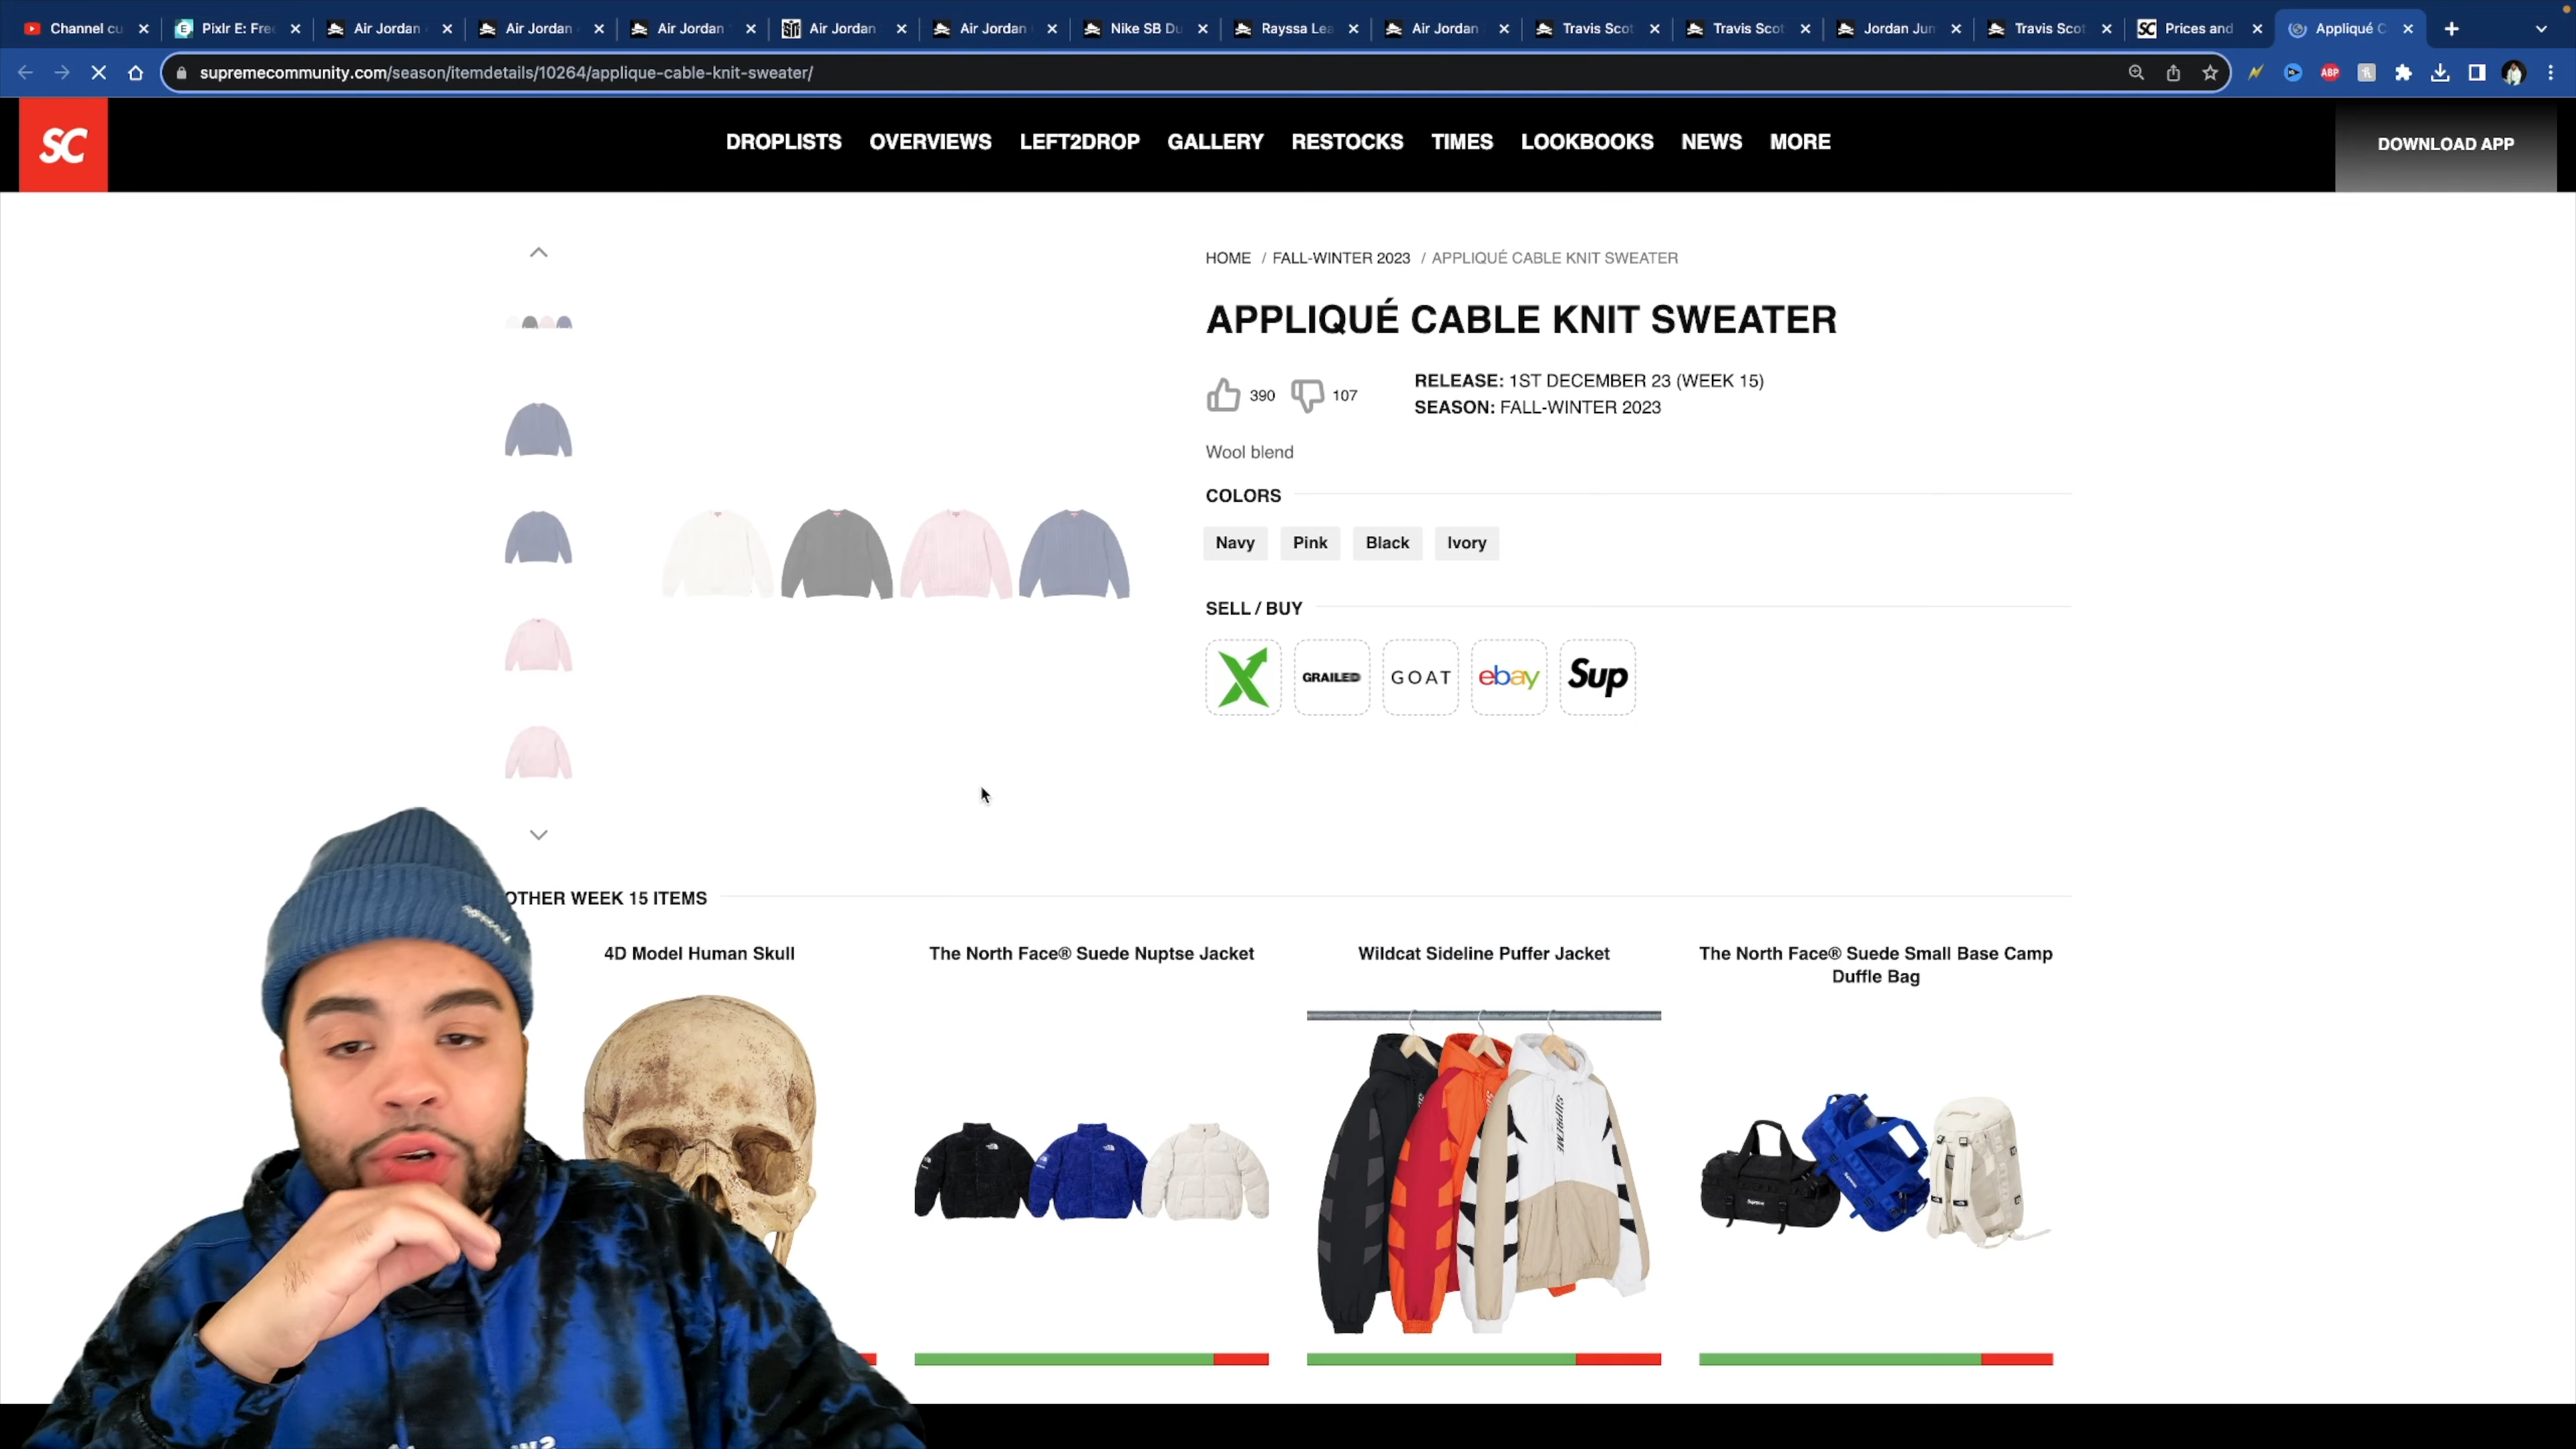 Channel cu
Pixlr E: Free
Air Jordan
Air Jordan
Air Jordan
Air Jordan
Air Jordan
Nike SB Du
Rayssa Lea
Air Jordan
Travis Scot
Travis Scot
Jordan Jum
Travis Scot
SC Prices and
Appliqué C
supremecommunity.com/season/itemdetails/10264/applique-cable-knit-sweater/
ABP
SC
DROPLISTS OVERVIEWS LEFT2DROP GALLERY RESTOCKS TIMES LOOKBOOKS NEWS MORE
DOWNLOAD APP
HOME / FALL-WINTER 2023 / APPLIQUÉ CABLE KNIT SWEATER
APPLIQUÉ CABLE KNIT SWEATER
390 107
RELEASE: 1ST DECEMBER 23 (WEEK 15)
SEASON: FALL-WINTER 2023
Wool blend
COLORS
Navy Pink Black Ivory
SELL / BUY
GRAILED GOAT ebay Sup
OTHER WEEK 15 ITEMS
4D Model Human Skull
The North Face® Suede Nuptse Jacket
Wildcat Sideline Puffer Jacket
The North Face® Suede Small Base Camp
Duffle Bag
SUPREME